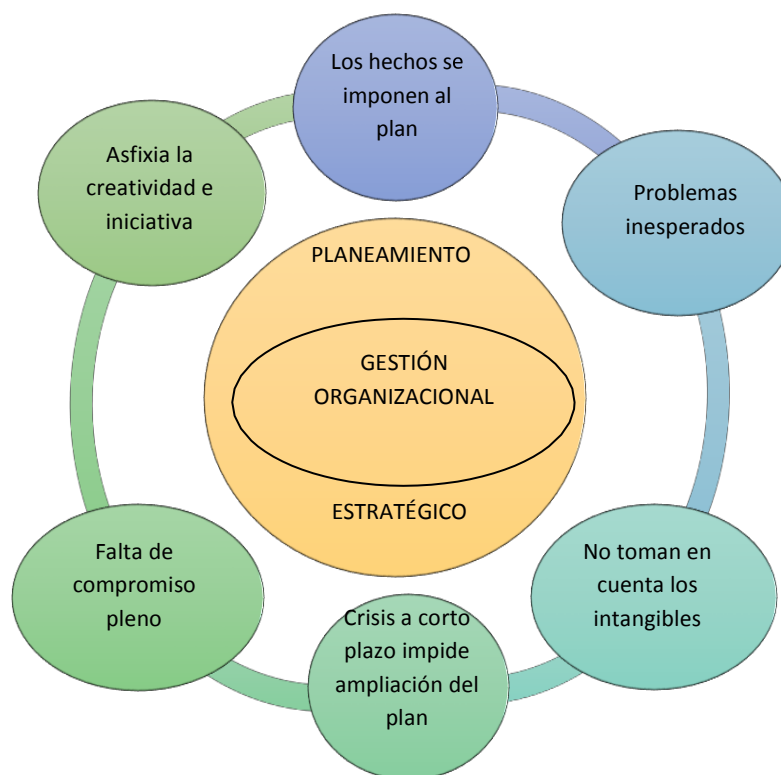 Los hechos se
imponen al
plan
Problemas
inesperados
No toman en
cuenta los
intangibles
Crisis a corto
plazo impide
ampliación del
plan
Falta de
compromiso
pleno
Asfixia la
creatividad e
iniciativa
PLANEAMIENTO
GESTIÓN
ORGANIZACIONAL
ESTRATÉGICO